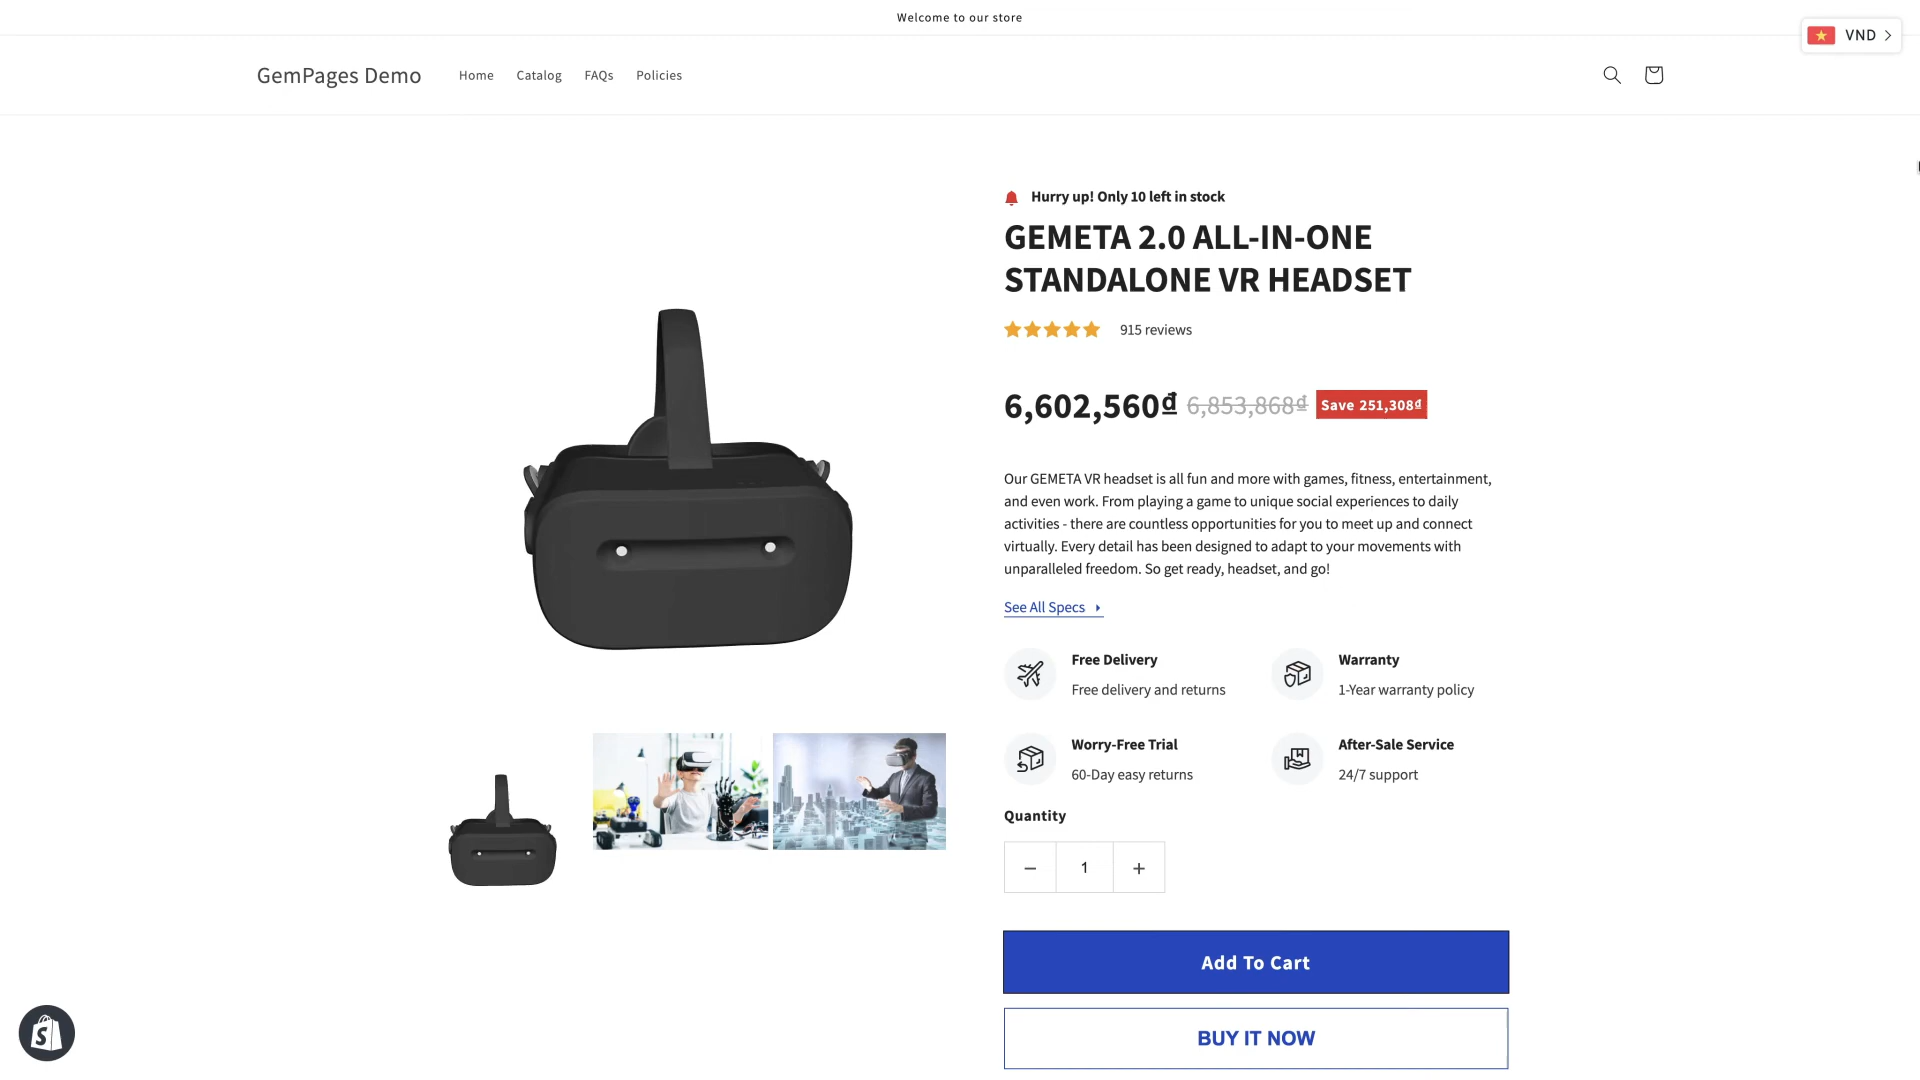 Welcome to our store
VND
GemPages Demo
Home
Catalog
FAQs
Policies
Hurry up! Only 10 left in stock
GEMETA 2.0 ALL-IN-ONE
STANDALONE VR HEADSET
915 reviews
6,602,560₫ 6,853,868₫ Save 251,308₫
Our GEMETA VR headset is all fun and more with games, fitness, entertainment,
and even work. From playing a game to unique social experiences to daily
activities - there are countless opportunities for you to meet up and connect
virtually. Every detail has been designed to adapt to your movements with
unparalleled freedom. So get ready, headset, and go!
See All Specs
Free Delivery
Free delivery and returns
Warranty
1-Year warranty policy
Worry-Free Trial
60-Day easy returns
After-Sale Service
24/7 support
Quantity
1
Add To Cart
BUY IT NOW